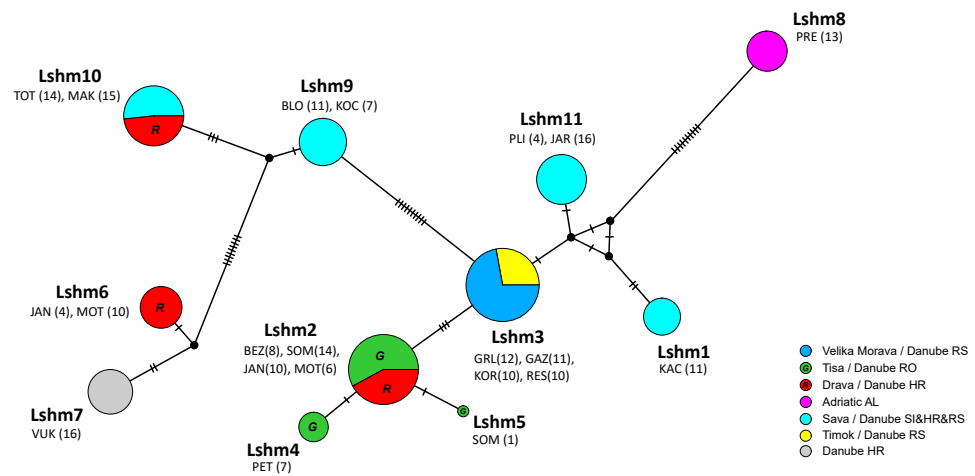 Lshm8
PRE (13)
Lshm10
TOT (14), MAK (15)
R
Lshm9
BLO (11), KOC (7)
Lshm11
PLI (4), JAR (16)
Lshm6
JAN (4), MOT (10)
R
Lshm2
BEZ(8), SOM(14),
JAN(10), MOT(6)
G
R
Lshm3
GRL(12), GAZ(11),
KOR(10), RES(10)
Lshm1
KAC (11)
Lshm7
VUK (16)
Lshm4
PET (7)
G
Lshm5
SOM (1)
G
Velika Morava / Danube RS
G Tisa / Danube RO
R Drava / Danube HR
Adriatic AL
Sava / Danube SI&HR&RS
Timok / Danube RS
Danube HR